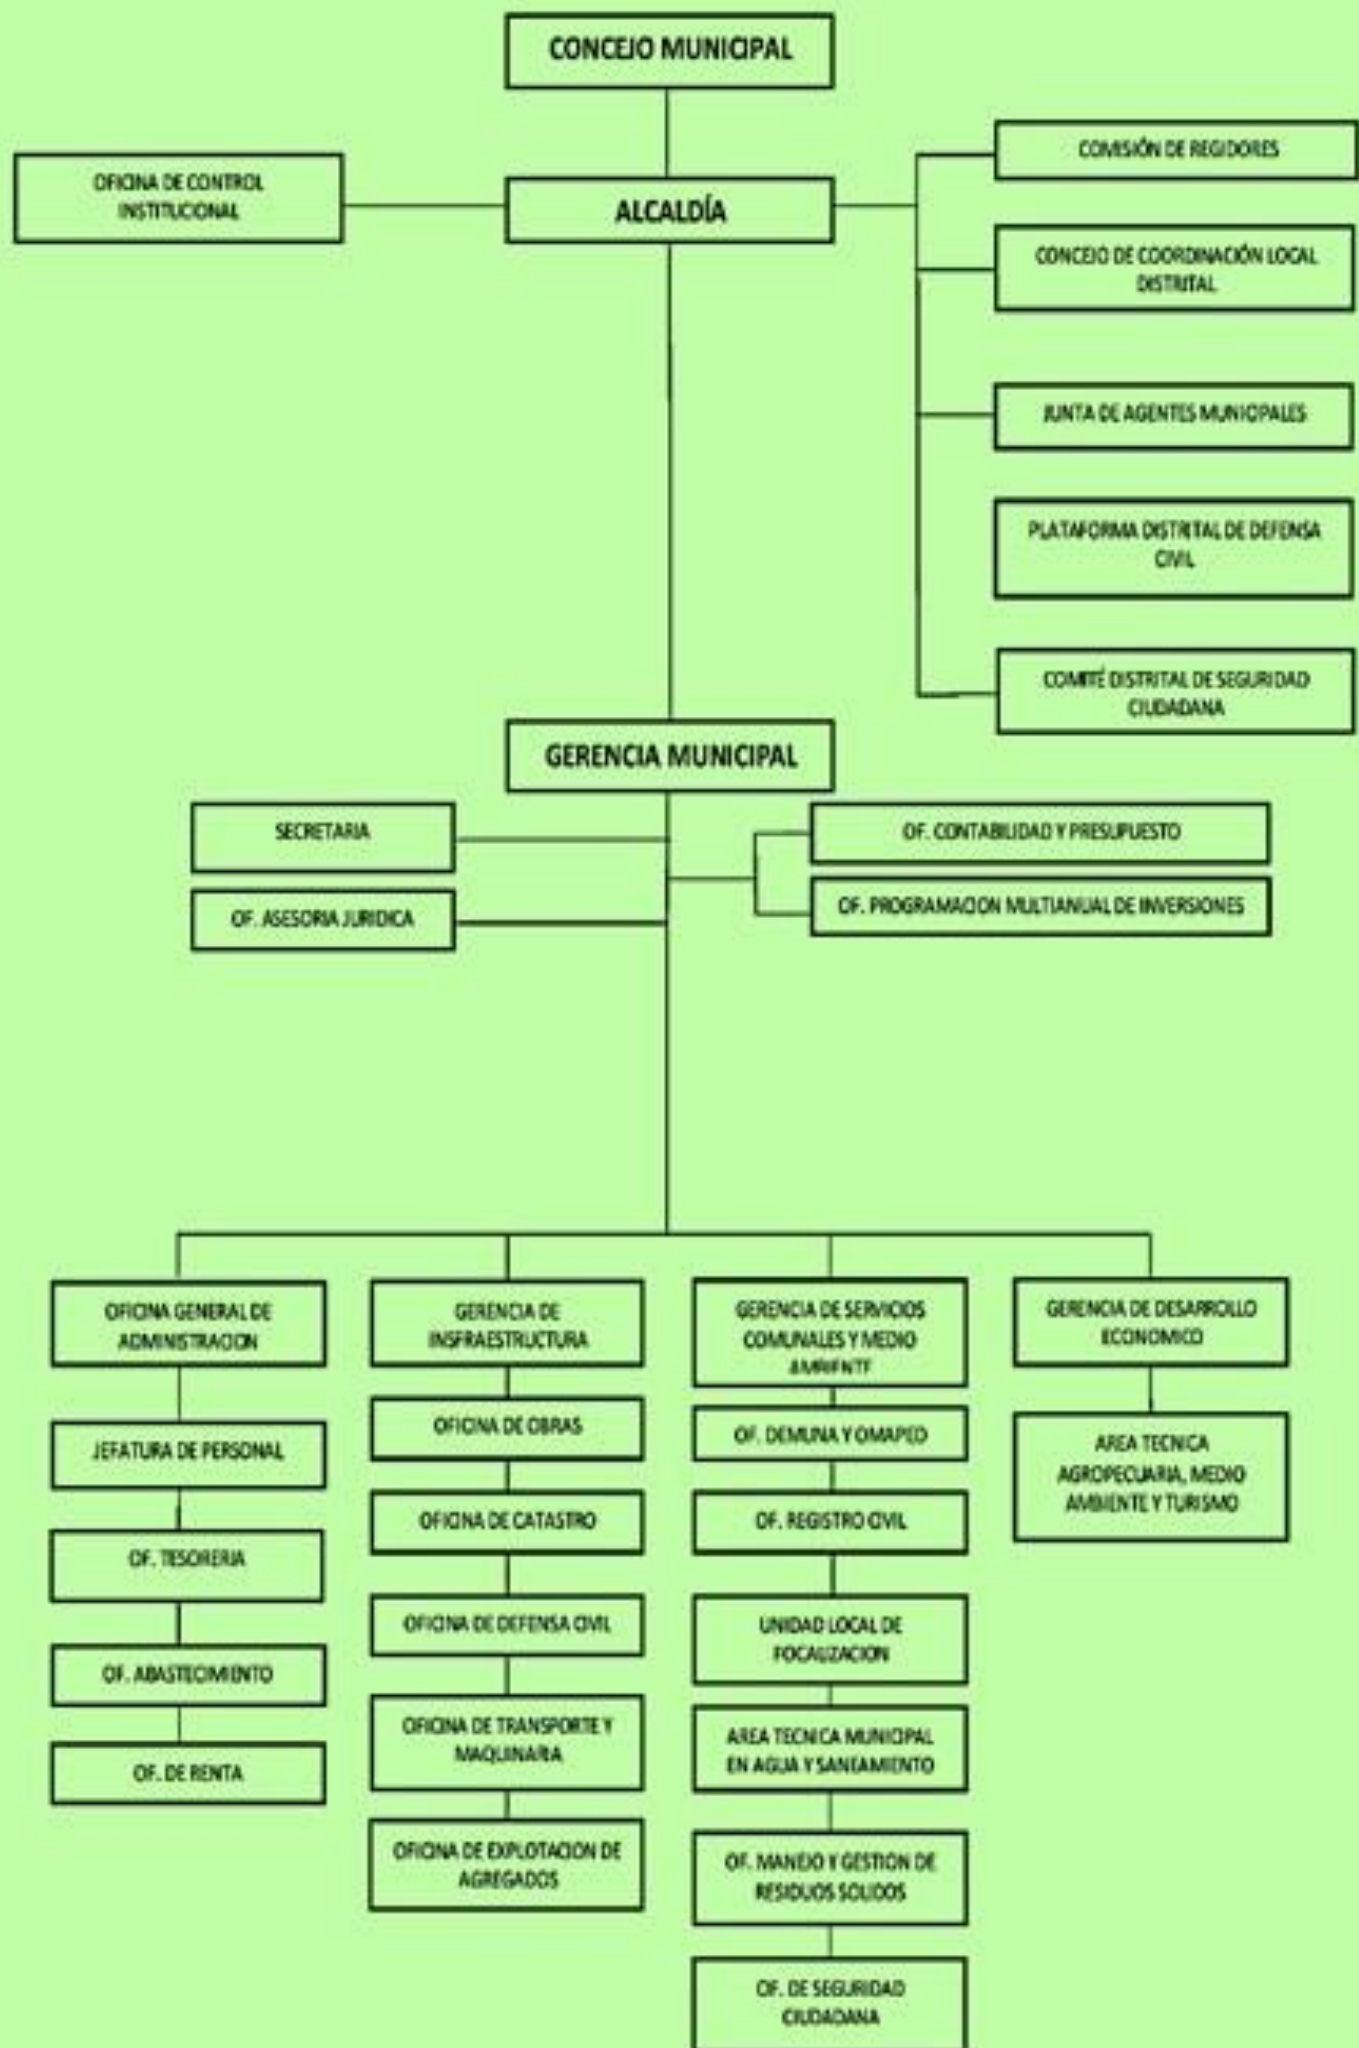 CONCEJO MUNICIPAL
COMISIÓN DE REGIDORES
OFICINA DE CONTROL
INSTITUCIONAL
ALCALDÍA
CONCEJO DE COORDINACIÓN LOCAL
DISTRITAL
JUNTA DE AGENTES MUNICIPALES
PLATAFORMA DISTRITAL DE DEFENSA
CIVIL
COMITÉ DISTRITAL DE SEGURIDAD
CIUDADANA
GERENCIA MUNICIPAL
SECRETARIA
OF. CONTABILIDAD Y PRESUPUESTO
OF. ASESORIA JURIDICA
OF. PROGRAMACION MULTIANUAL DE INVERSIONES
OFICINA GENERAL DE
ADMINISTRACION
JEFATURA DE PERSONAL
OF. TESORERIA
OF. ABASTECIMIENTO
OF. DE RENTA
GERENCIA DE
INSFRAESTRUCTURA
OFICINA DE OBRAS
OFICINA DE CATASTRO
OFICINA DE DEFENSA CIVIL
OFICINA DE TRANSPORTE Y
MAQUINARIA
OFICINA DE EXPLOTACION DE
AGREGADOS
GERENCIA DE SERVICIOS
COMUNALES Y MEDIO
AMBIENTE
OF. DEMUNA Y OMAPED
OF. REGISTRO CIVIL
UNIDAD LOCAL DE
FOCALIZACION
AREA TECNICA MUNICIPAL
EN AGUA Y SANEAMIENTO
OF. MANEJO Y GESTION DE
RESIDUOS SOLIDOS
OF. DE SEGURIDAD
CIUDADANA
GERENCIA DE DESARROLLO
ECONOMICO
AREA TECNICA
AGROPECUARIA, MEDIO
AMBIENTE Y TURISMO